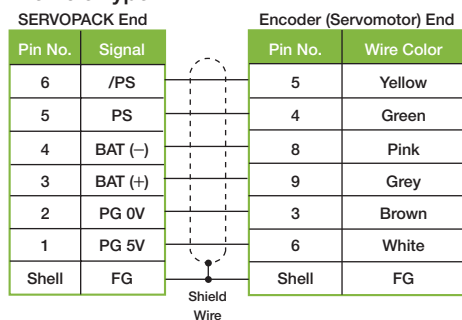 SERVOPACK End Encoder (Servomotor) End
Pin No. Signal Pin No. Wire Color
6 /PS 5 Yellow
5 PS 4 Green
4 BAT (−) 8 Pink
3 BAT (+) 9 Grey
2 PG 0V 3 Brown
1 PG 5V 6 White
Shell FG Shell FG
Shield
Wire